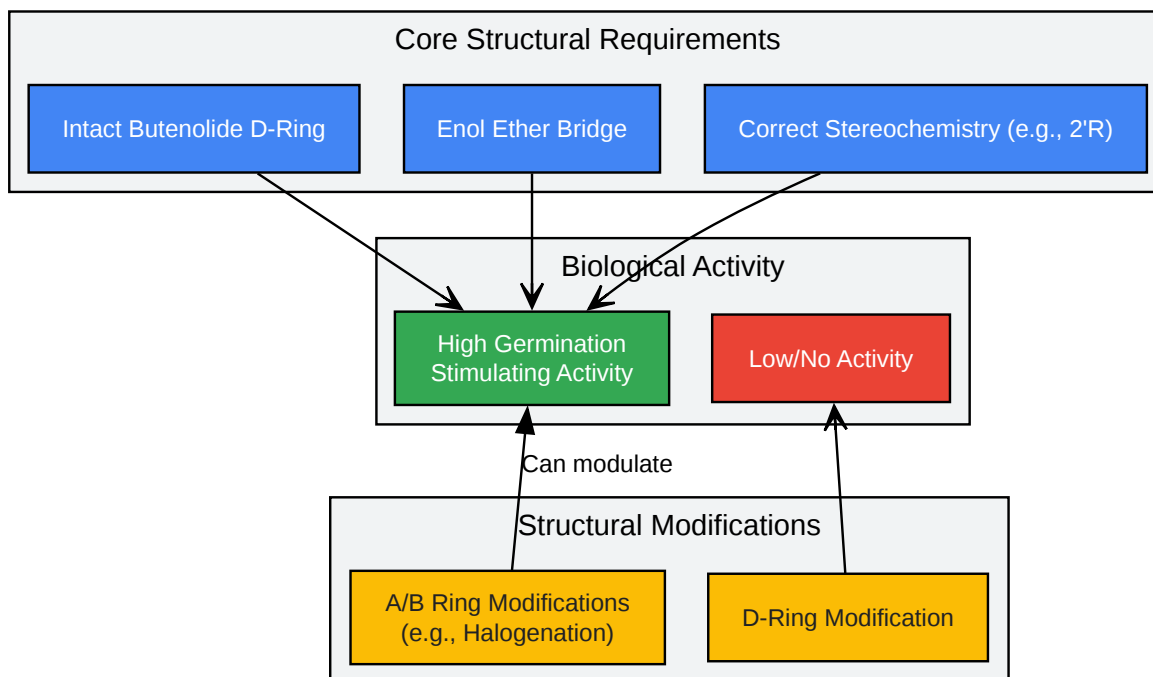 Core Structural Requirements
Intact Butenolide D-Ring
Enol Ether Bridge
Correct Stereochemistry (e.g., 2'R)
Biological Activity
High Germination
Stimulating Activity
Low/No Activity
Can modulate
Structural Modifications
A/B Ring Modifications
(e.g., Halogenation)
D-Ring Modification